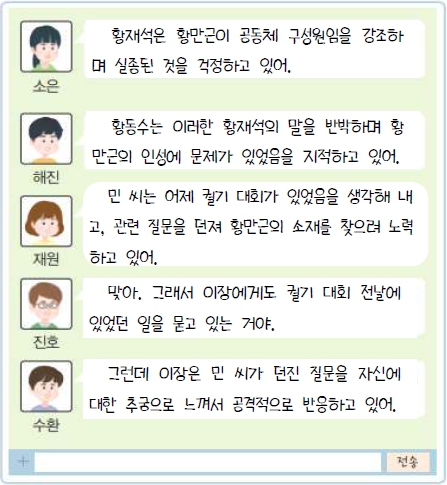 황재석은 황만근이 공동체 구성원임을 강조하
며 실종된 것을 걱정하고 있어.
소은
황동수는 이러한 황재석의 말을 반박하며 황
만근의 인성에 문제가 있었음을 지적하고 있어.
해진
민 씨는 어제 궐기 대회가 있었음을 생각해 내
고, 관련 질문을 던져 황만근의 소재를 찾으려 노력
하고 있어.
재원
맞아. 그래서 이장에게도 궐기 대회 전날에
있었던 일을 묻고 있는 거야.
진호
그런데 이장은 민 씨가 던진 질문을 자신에
대한 추궁으로 느껴서 공격적으로 반응하고 있어.
수환
+
전송